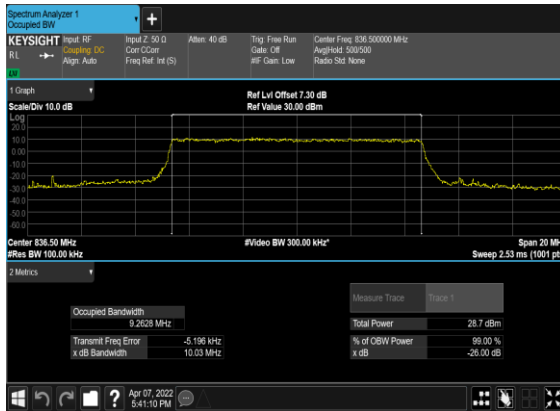 Spectrum Analyzer 1
Occupied BW
KEYSIGHT
RL
Input: RF
Coupling: DC
Align: Auto
Input Z: 50 Ω
Corr CCorr
Freq Ref: Int (S)
Atten: 40 dB
Trig: Free Run
Gate: Off
#IF Gain: Low
Center Freq: 836.500000 MHz
Avg|Hold: 500/500
Radio Std: None
1 Graph
Scale/Div 10.0 dB
Ref Lvl Offset 7.30 dB
Ref Value 30.00 dBm
Log
20.0
10.0
0.00
-10.0
-20.0
-30.0
-40.0
-50.0
-60.0
Center 836.50 MHz
#Res BW 100.00 kHz
#Video BW 300.00 kHz*
Span 20 MH
Sweep 2.53 ms (1001 pt
2 Metrics
Measure Trace
Trace 1
Occupied Bandwidth
9.2628 MHz
Total Power
28.7 dBm
Transmit Freq Error
-5.196 kHz
% of OBW Power
99.00 %
x dB Bandwidth
10.03 MHz
x dB
-26.00 dB
?
Apr 07, 2022
5:41:10 PM